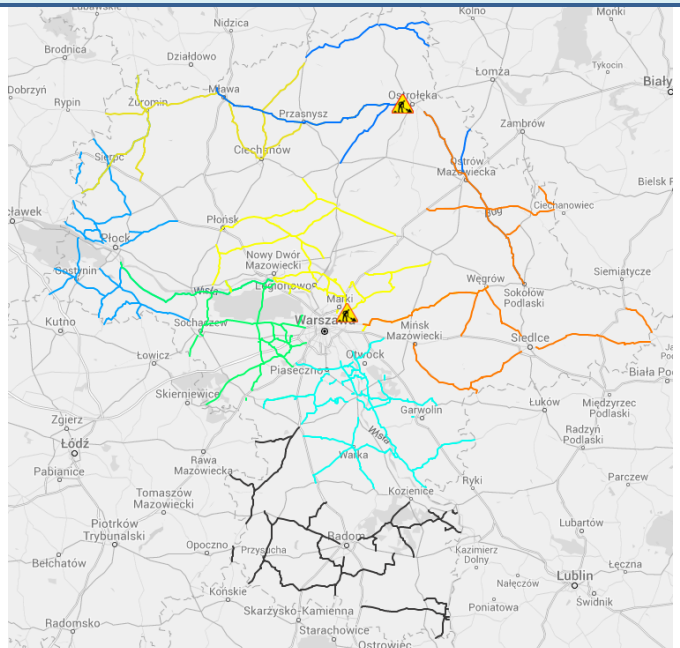 Lubawskie
Nidzica
Kolno
Mońki
Brodnica
Działdowo
Łomża
Tykocin
Biały
Dobrzyń
Rypin
Żuromin
Mława
Przasnysz
Ostrołęka
Zambrów
Sierpc
Ciechanów
Ostrów
Mazowiecka
Bielsk P
cławek
Płońsk
Bug
Ciechanowiec
Płock
Gostynin
Nowy Dwór
Mazowiecki
Legionowo
Wisła
Marki
Węgrów
Sokołów
Podlaski
Siemiatycze
Kutno
Sochaczew
Warszawa
Mińsk
Mazowiecki
Siedlce
Łowicz
Otwock
Piaseczno
Biała Pod
Skierniewice
Garwolin
Łuków
Międzyrzec
Podlaski
Zgierz
Łódź
Wisła
Radzyń
Podlaski
Pabianice
Rawa
Mazowiecka
Warka
Ryki
Parczew
Tomaszów
Mazowiecki
Kozienice
Piotrków
Trybunalski
Opoczno
Przysucha
Radom
Lubartów
Bełchatów
Kazimierz
Dolny
Łęczna
Końskie
Nałęczów
Lublin
Świdnik
Poniatowa
Radomsko
Skarżysko-Kamienna
Starachowice
Ostrowiec